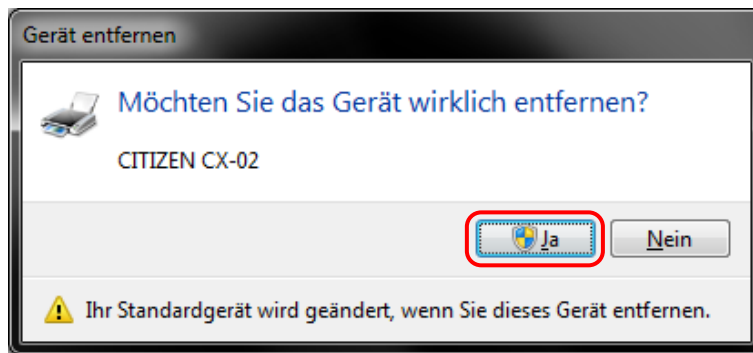 Gerät entfernen
Möchten Sie das Gerät wirklich entfernen?
CITIZEN CX-02
Ja
Nein
Ihr Standardgerät wird geändert, wenn Sie dieses Gerät entfernen.